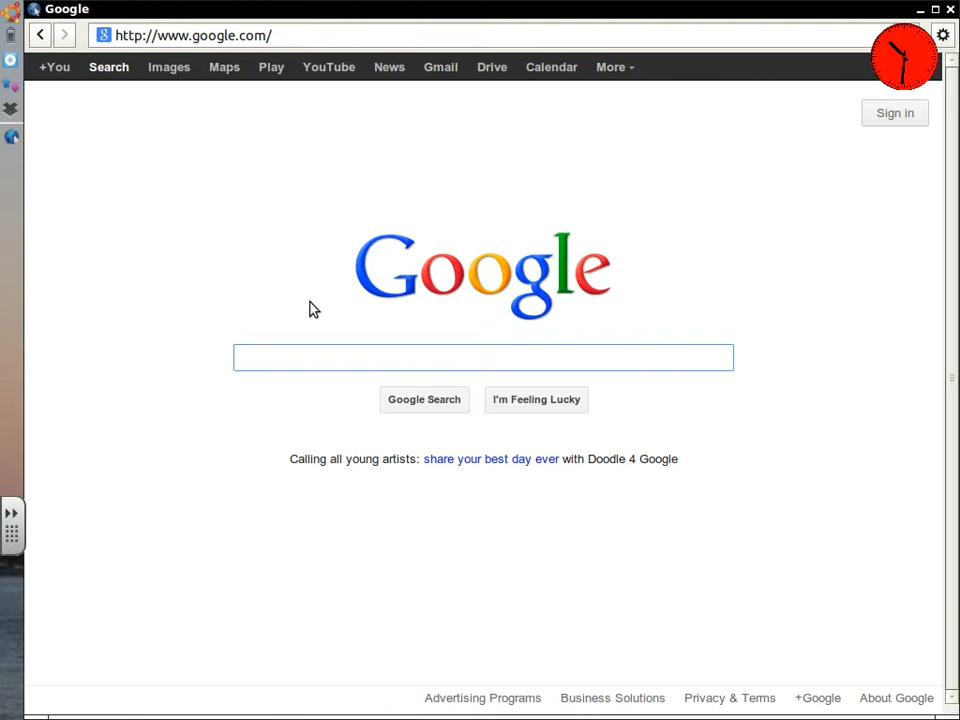 Google
http://www.google.com/
+You Search Images Maps Play YouTube News Gmail Drive Calendar More
Sign in
Google
Google Search I'm Feeling Lucky
Calling all young artists: share your best day ever with Doodle 4 Google
Advertising Programs Business Solutions Privacy & Terms +Google About Google